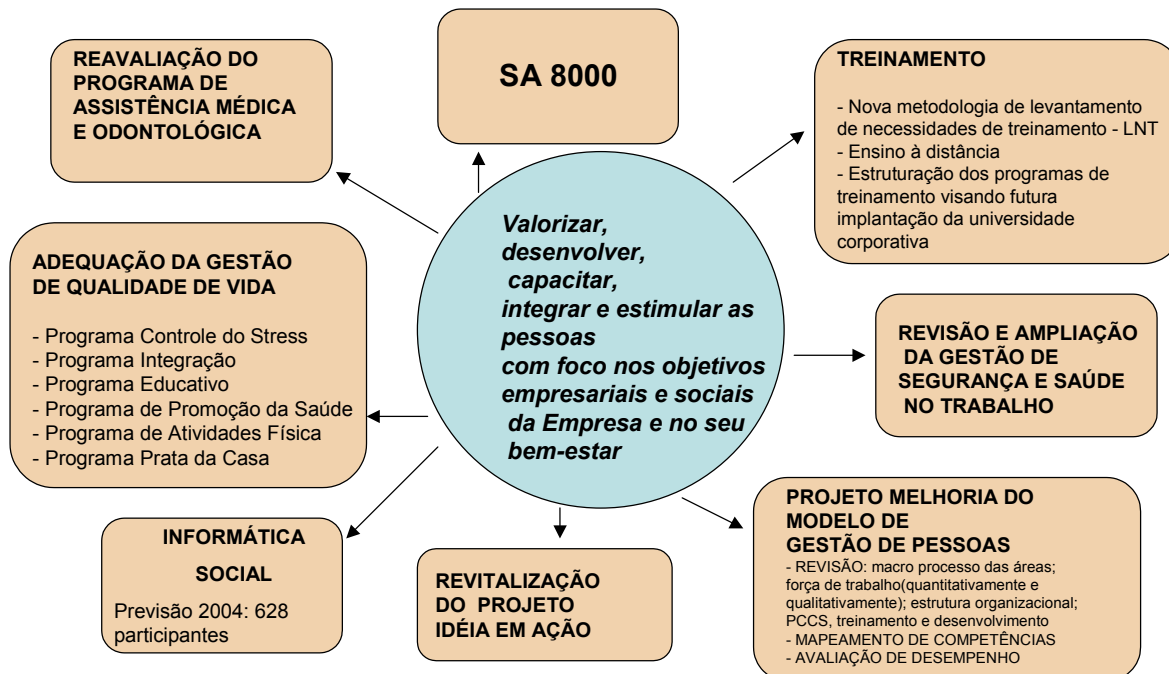 REAVALIAÇÃO DO
PROGRAMA DE
ASSISTÊNCIA MÉDICA
E ODONTOLÓGICA
SA 8000
TREINAMENTO
- Nova metodologia de levantamento
de necessidades de treinamento - LNT
- Ensino à distância
- Estruturação dos programas de
treinamento visando futura
implantação da universidade
corporativa
Valorizar,
desenvolver,
capacitar,
integrar e estimular as
pessoas
com foco nos objetivos
empresariais e sociais
da Empresa e no seu
bem-estar
ADEQUAÇÃO DA GESTÃO
DE QUALIDADE DE VIDA
- Programa Controle do Stress
- Programa Integração
- Programa Educativo
- Programa de Promoção da Saúde
- Programa de Atividades Física
- Programa Prata da Casa
REVISÃO E AMPLIAÇÃO
DA GESTÃO DE
SEGURANÇA E SAÚDE
NO TRABALHO
INFORMÁTICA
SOCIAL
Previsão 2004: 628
participantes
REVITALIZAÇÃO
DO PROJETO
IDÉIA EM AÇÃO
PROJETO MELHORIA DO
MODELO DE
GESTÃO DE PESSOAS
- REVISÃO: macro processo das áreas;
força de trabalho(quantitativamente e
qualitativamente); estrutura organizacional;
PCCS, treinamento e desenvolvimento
- MAPEAMENTO DE COMPETÊNCIAS
- AVALIAÇÃO DE DESEMPENHO